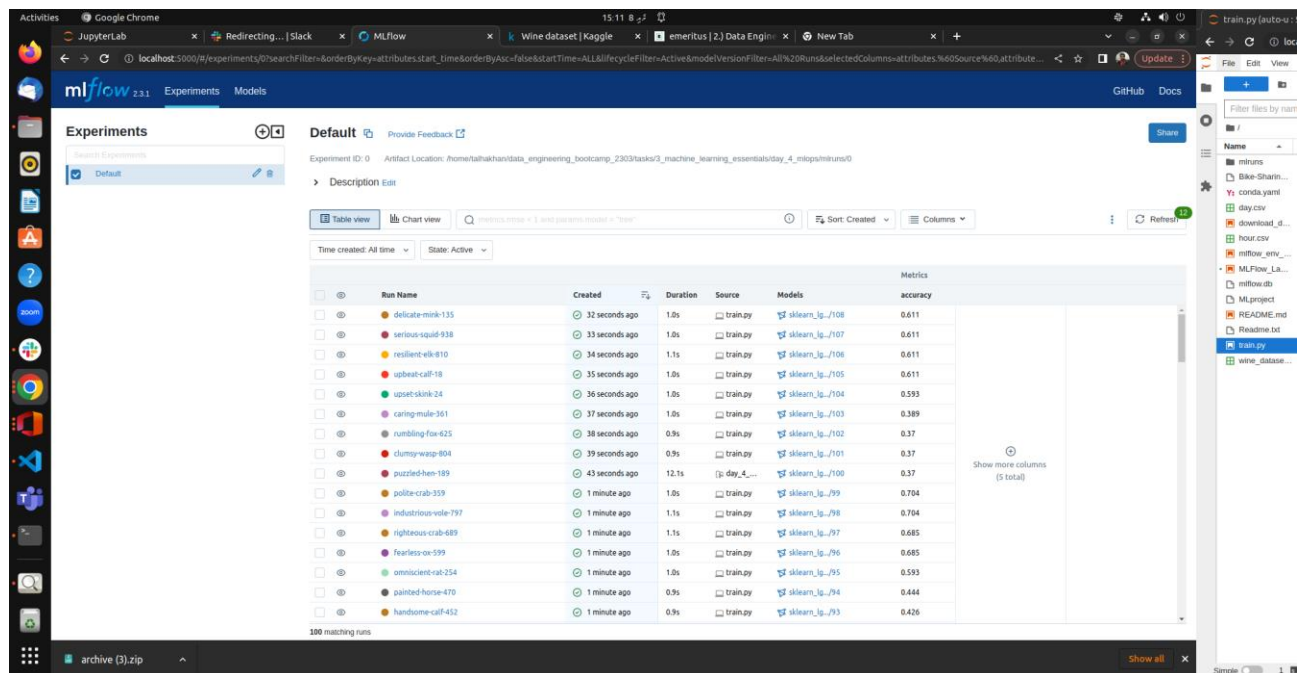 Activities Google Chrome
15:11 8
JupyterLab × Redirecting... | Slack × MLflow × Wine dataset | Kaggle × emeritus | 2.) Data Engine × New Tab × +
localhost:5000/#/experiments/0?searchFilter=&orderByKey=attributes.start_time&orderByAsc=false&startTime=ALL&lifecycleFilter=Active&modelVersionFilter=All%20Runs&selectedColumns=attributes.%60Source%60,attribute...
Update
mlflow 2.3.1 Experiments Models
GitHub Docs
Experiments
Search Experiments
Default
Default Provide Feedback
Share
Experiment ID: 0 Artifact Location: /home/talhakhan/data_engineering_bootcamp_2303/tasks/3_machine_learning_essentials/day_4_mlops/mlruns/0
Description Edit
Table view Chart view metrics.rmse < 1 and params.model = "tree" Sort: Created Columns Refresh 12
Time created: All time State: Active
Metrics
Run Name Created Duration Source Models accuracy
delicate-mink-135 32 seconds ago 1.0s train.py sklearn_lg.../108 0.611
serious-squid-938 33 seconds ago 1.0s train.py sklearn_lg.../107 0.611
resilient-elk-810 34 seconds ago 1.1s train.py sklearn_lg.../106 0.611
upbeat-calf-18 35 seconds ago 1.0s train.py sklearn_lg.../105 0.611
upset-skink-24 36 seconds ago 1.0s train.py sklearn_lg.../104 0.593
caring-mule-361 37 seconds ago 1.0s train.py sklearn_lg.../103 0.389
rumbling-fox-625 38 seconds ago 0.9s train.py sklearn_lg.../102 0.37
clumsy-wasp-804 39 seconds ago 0.9s train.py sklearn_lg.../101 0.37
puzzled-hen-189 43 seconds ago 12.1s day_4_... sklearn_lg.../100 0.37
polite-crab-359 1 minute ago 1.0s train.py sklearn_lg.../99 0.704
industrious-vole-797 1 minute ago 1.1s train.py sklearn_lg.../98 0.704
righteous-crab-689 1 minute ago 1.1s train.py sklearn_lg.../97 0.685
fearless-ox-599 1 minute ago 1.0s train.py sklearn_lg.../96 0.685
omniscient-rat-254 1 minute ago 1.0s train.py sklearn_lg.../95 0.593
painted-horse-470 1 minute ago 0.9s train.py sklearn_lg.../94 0.444
handsome-calf-452 1 minute ago 0.9s train.py sklearn_lg.../93 0.426
Show more columns
(5 total)
100 matching runs
zoom
archive (3).zip
Show all
train.py (auto-u
loca
File Edit View
Filter files by nam
/
Name
mlruns
Bike-Sharin...
conda.yaml
day.csv
download_d...
hour.csv
mlflow_env_...
MLFlow_La...
mlflow.db
MLproject
README.md
Readme.txt
train.py
wine_datase...
Simple 1